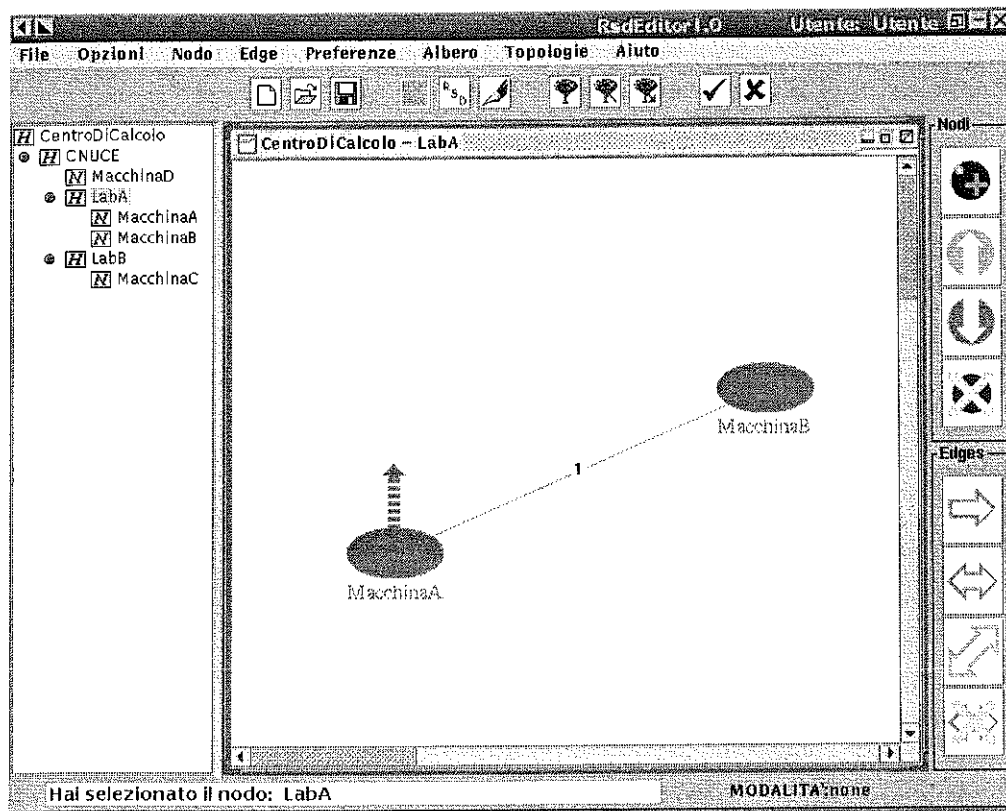 RedEditor1.0 Utente: Utente
File Opzioni Nodo Edge Preferenze Albero Topologie Aiuto
R S D
H CentroDiCalcolo
H CNUCE
N MacchinaD
H LabA
N MacchinaA
N MacchinaB
H LabB
N MacchinaC
CentroDiCalcolo - LabA
MacchinaB
1
MacchinaA
Nodi
Edges
Hai selezionato il nodo: LabA
MODALITA':none